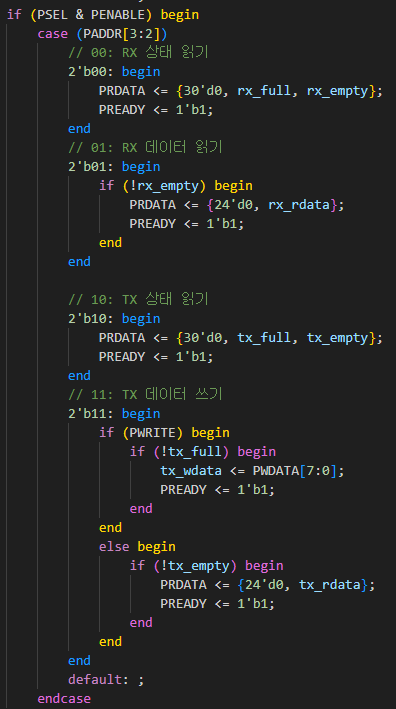 if (PSEL & PENABLE) begin
    case (PADDR[3:2])
        // 00: RX 상태 읽기
        2'b00: begin
            PRDATA <= {30'd0, rx_full, rx_empty};
            PREADY <= 1'b1;
        end
        // 01: RX 데이터 읽기
        2'b01: begin
            if (!rx_empty) begin
                PRDATA <= {24'd0, rx_rdata};
                PREADY <= 1'b1;
            end
        end

        // 10: TX 상태 읽기
        2'b10: begin
            PRDATA <= {30'd0, tx_full, tx_empty};
            PREADY <= 1'b1;
        end
        // 11: TX 데이터 쓰기
        2'b11: begin
            if (PWRITE) begin
                if (!tx_full) begin
                    tx_wdata <= PWDATA[7:0];
                    PREADY <= 1'b1;
                end
            end
            else begin
                if (!tx_empty) begin
                    PRDATA <= {24'd0, tx_rdata};
                    PREADY <= 1'b1;
                end
            end
        end
        default: ;
    endcase